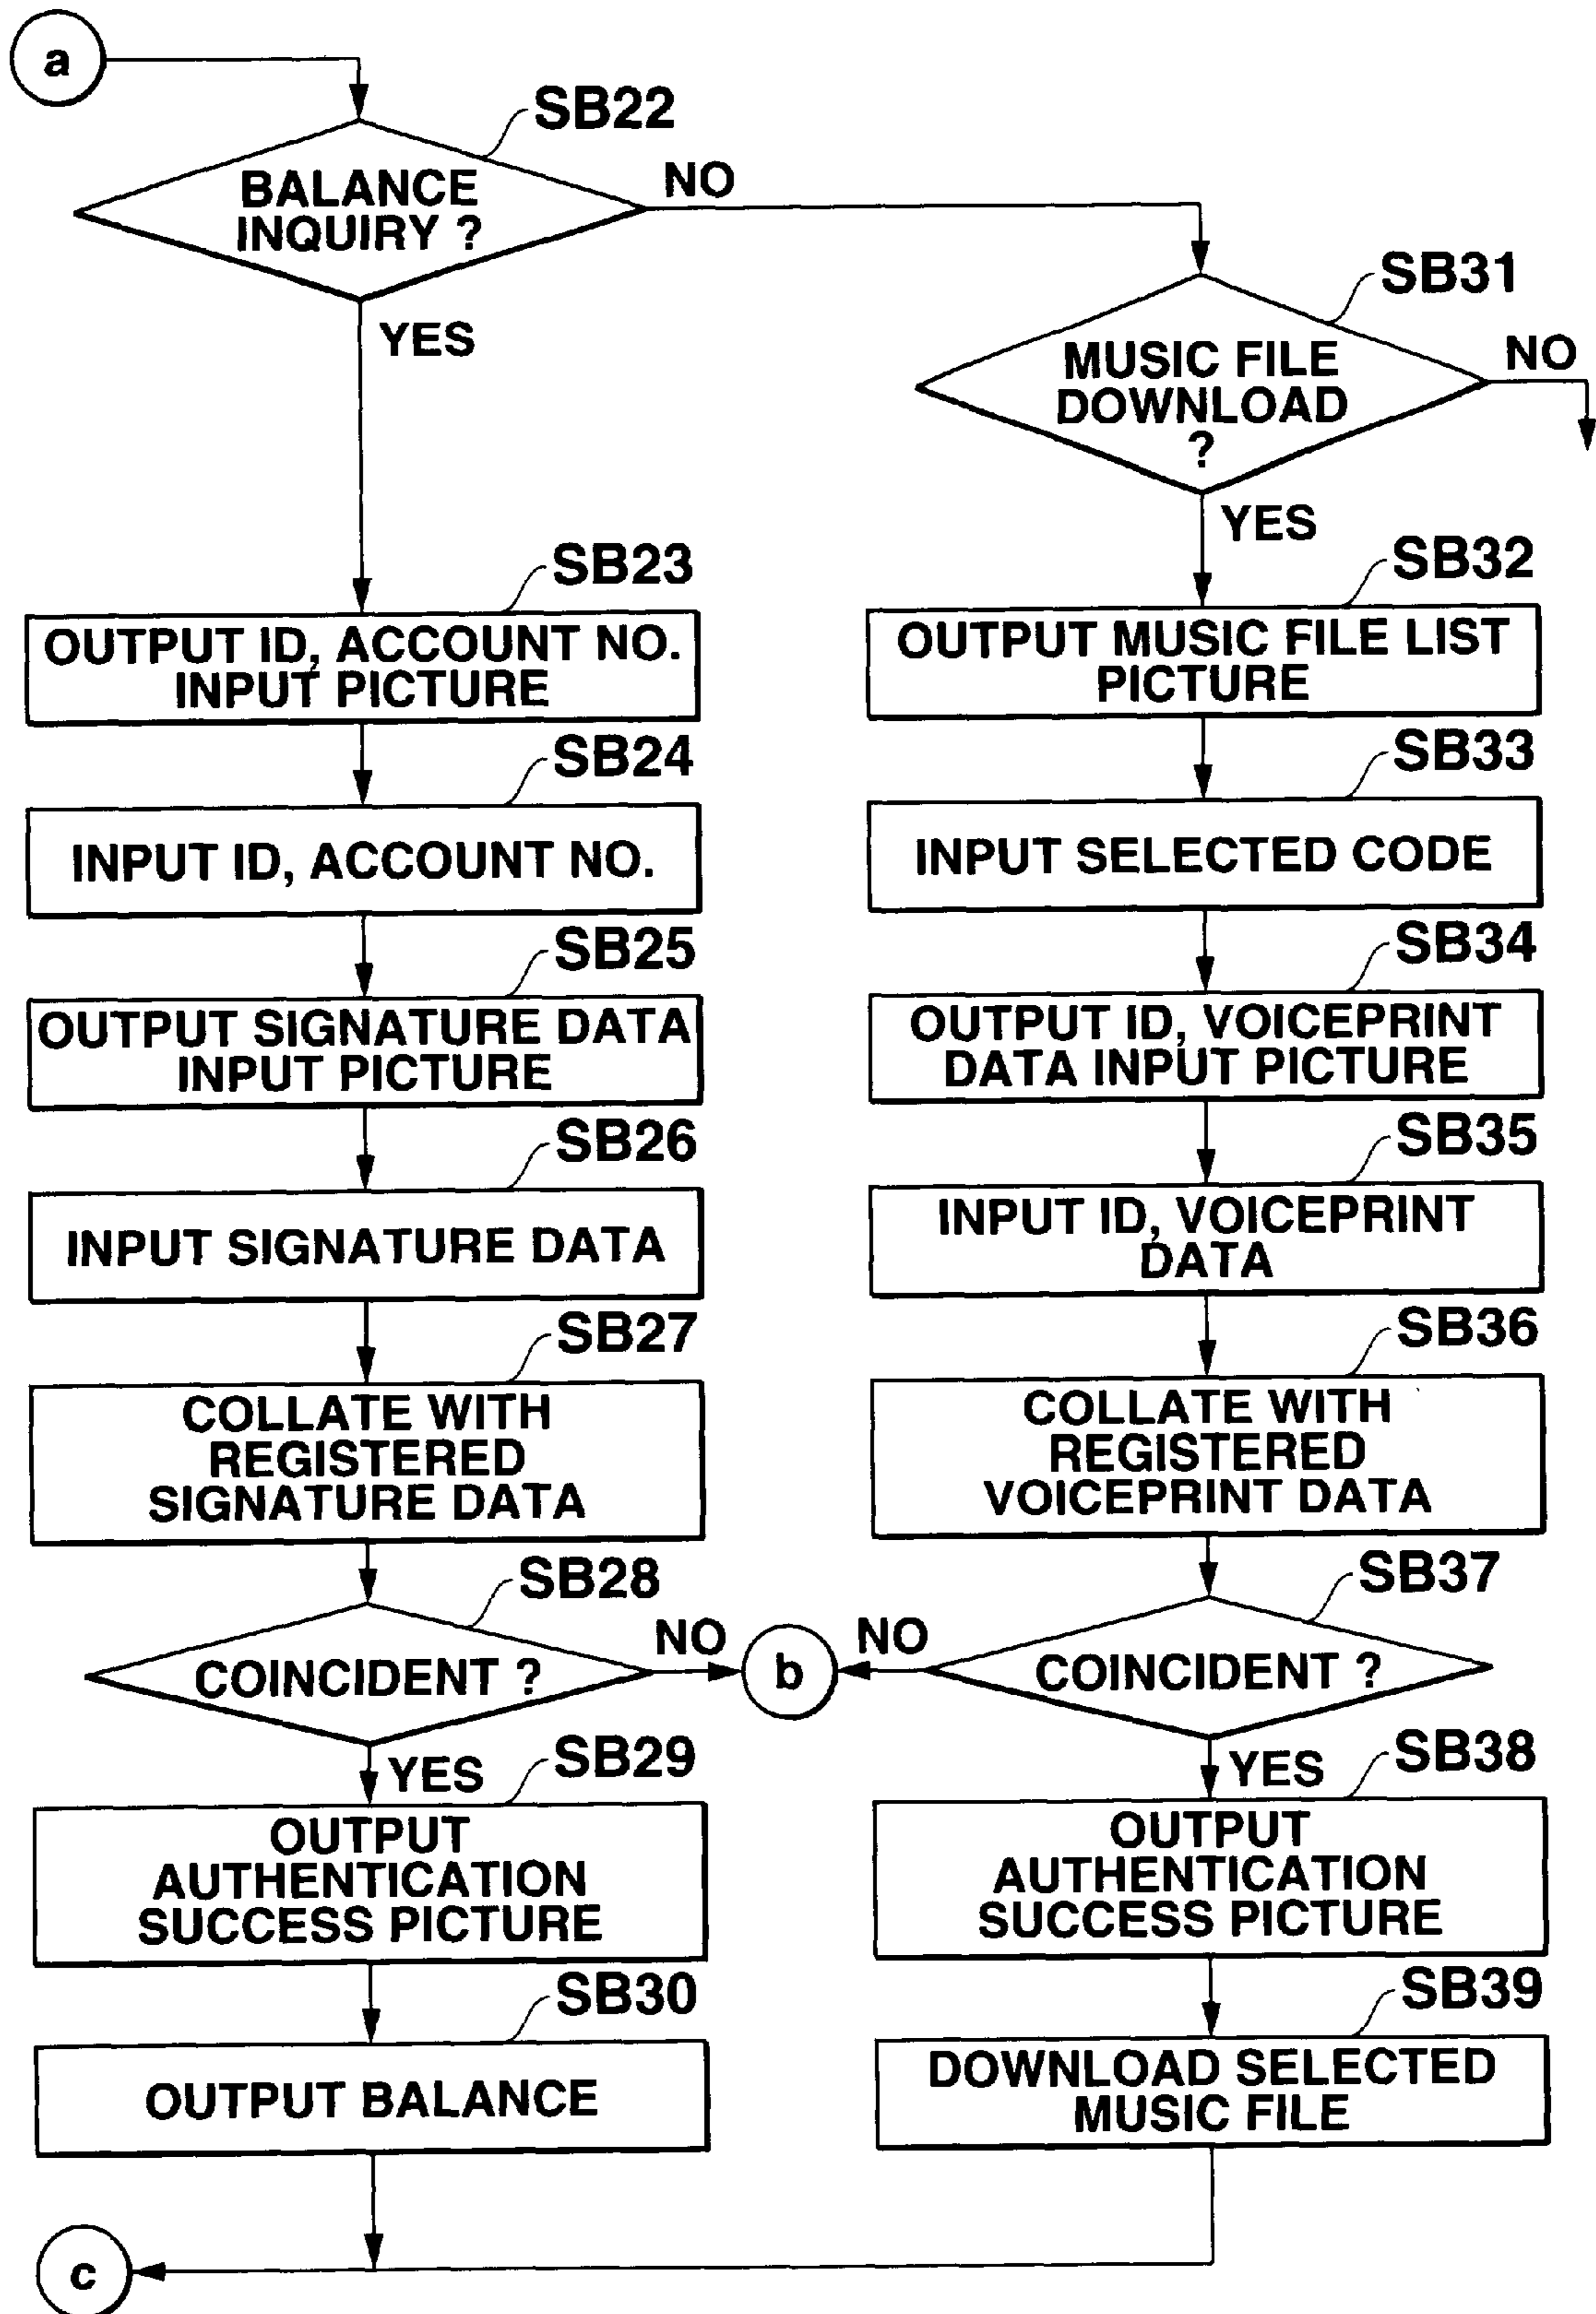 a
SB22
BALANCE
INQUIRY ?
NO
YES
SB31
MUSIC FILE
DOWNLOAD
?
NO
YES
SB23
OUTPUT ID, ACCOUNT NO.
INPUT PICTURE
SB24
INPUT ID, ACCOUNT NO.
SB25
OUTPUT SIGNATURE DATA
INPUT PICTURE
SB26
INPUT SIGNATURE DATA
SB27
COLLATE WITH
REGISTERED
SIGNATURE DATA
SB28
COINCIDENT ?
NO
b
YES
SB29
OUTPUT
AUTHENTICATION
SUCCESS PICTURE
SB30
OUTPUT BALANCE
SB32
OUTPUT MUSIC FILE LIST
PICTURE
SB33
INPUT SELECTED CODE
SB34
OUTPUT ID, VOICEPRINT
DATA INPUT PICTURE
SB35
INPUT ID, VOICEPRINT
DATA
SB36
COLLATE WITH
REGISTERED
VOICEPRINT DATA
SB37
NO
COINCIDENT ?
YES
SB38
OUTPUT
AUTHENTICATION
SUCCESS PICTURE
SB39
DOWNLOAD SELECTED
MUSIC FILE
c